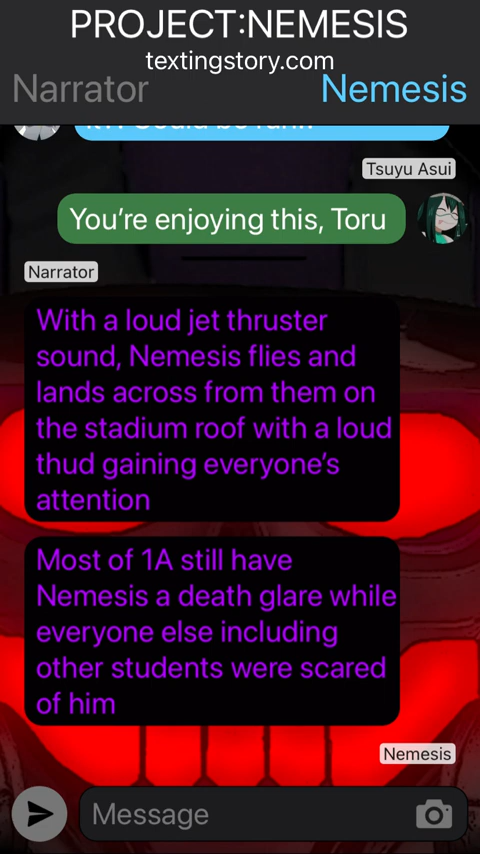 PROJECT:NEMESIS
textingstory.com
Narrator
Nemesis
Tsuyu Asui
You're enjoying this, Toru
Narrator
With a loud jet thruster
sound, Nemesis flies and
lands across from them on
the stadium roof with a loud
thud gaining everyone's
attention
Most of 1A still have
Nemesis a death glare while
everyone else including
other students were scared
of him
Nemesis
Message